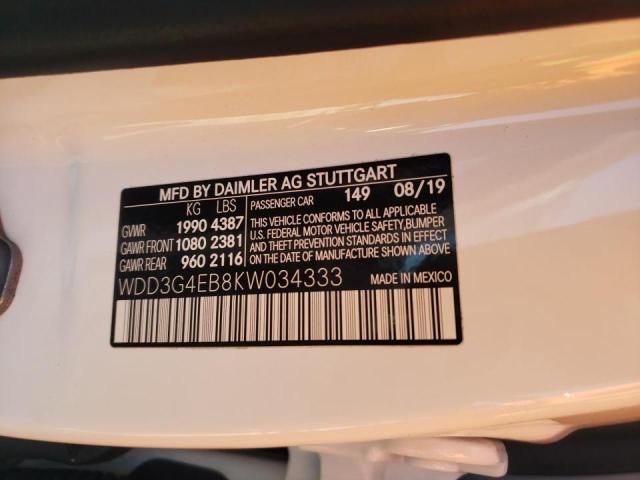 MFD BY DAIMLER AG STUTTGART
KG LBS
GVWR 1990 4387
GAWR FRONT 1080 2381
GAWR REAR 960 2116
PASSENGER CAR 149 08/19
THIS VEHICLE CONFORMS TO ALL APPLICABLE
U.S. FEDERAL MOTOR VEHICLE SAFETY, BUMPER
AND THEFT PREVENTION STANDARDS IN EFFECT
ON THE DATE OF MANUFACTURE SHOWN ABOVE.
WDD3G4EB8KW034333 MADE IN MEXICO